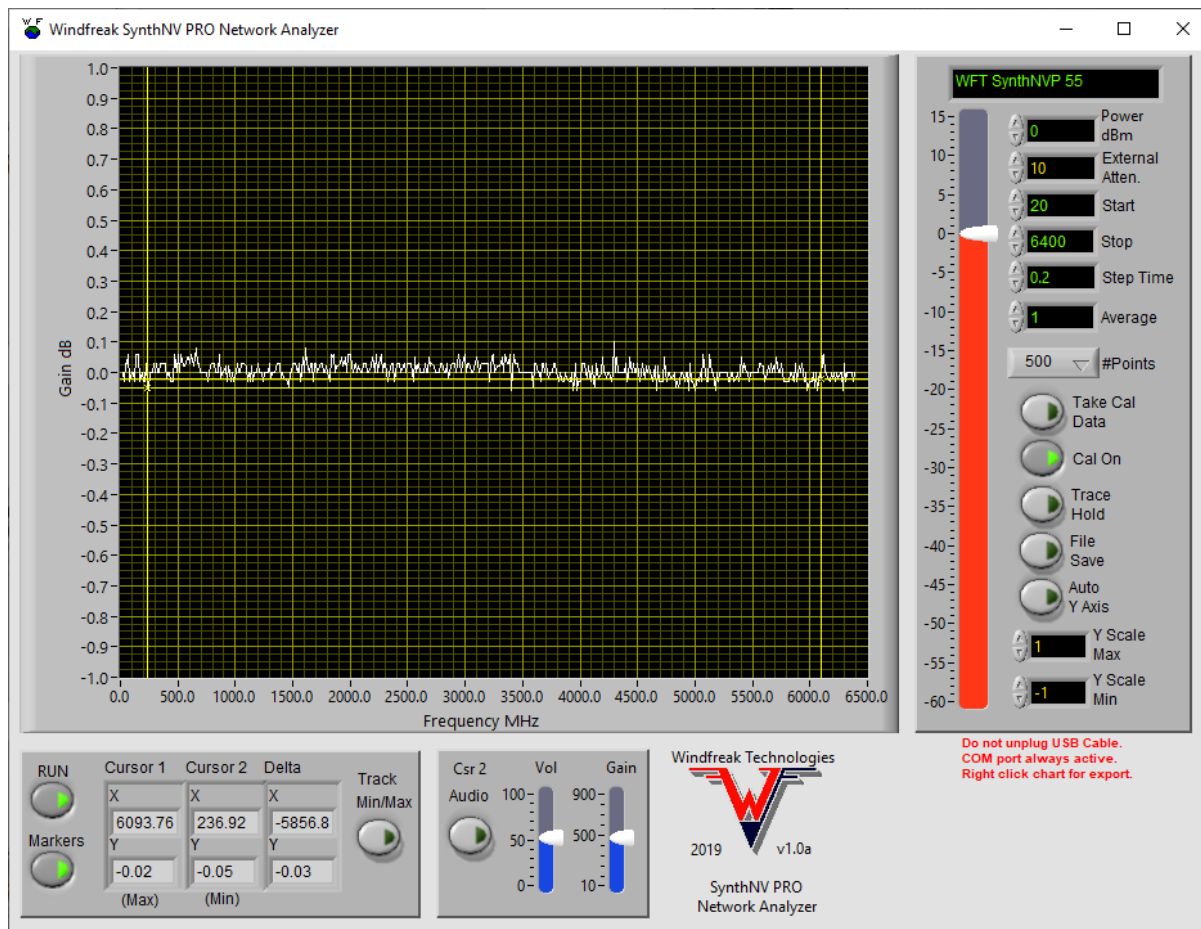 W F
Windfreak SynthNV PRO Network Analyzer
1.0
0.9
0.8
0.7
0.6
0.5
0.4
0.3
0.2
0.1
0.0
-0.1
-0.2
-0.3
-0.4
-0.5
-0.6
-0.7
-0.8
-0.9
-1.0
Gain dB
0.0 500.0 1000.0 1500.0 2000.0 2500.0 3000.0 3500.0 4000.0 4500.0 5000.0 5500.0 6000.0 6500.0
Frequency MHz
WFT SynthNVP 55
15
10
5
0
-5
-10
-15
-20
-25
-30
-35
-40
-45
-50
-55
-60
0 Power dBm
10 External Atten.
20 Start
6400 Stop
0.2 Step Time
1 Average
500 #Points
Take Cal
Data
Cal On
Trace
Hold
File
Save
Auto
Y Axis
1 Y Scale Max
-1 Y Scale Min
Do not unplug USB Cable.
COM port always active.
Right click chart for export.
RUN
Markers
Cursor 1 Cursor 2 Delta
X X X
6093.76 236.92 -5856.8
Y Y Y
-0.02 -0.05 -0.03
(Max) (Min)
Track
Min/Max
Csr 2
Audio
Vol
100
50
0
Gain
900
500
10
Windfreak Technologies
W
2019 v1.0a
SynthNV PRO
Network Analyzer